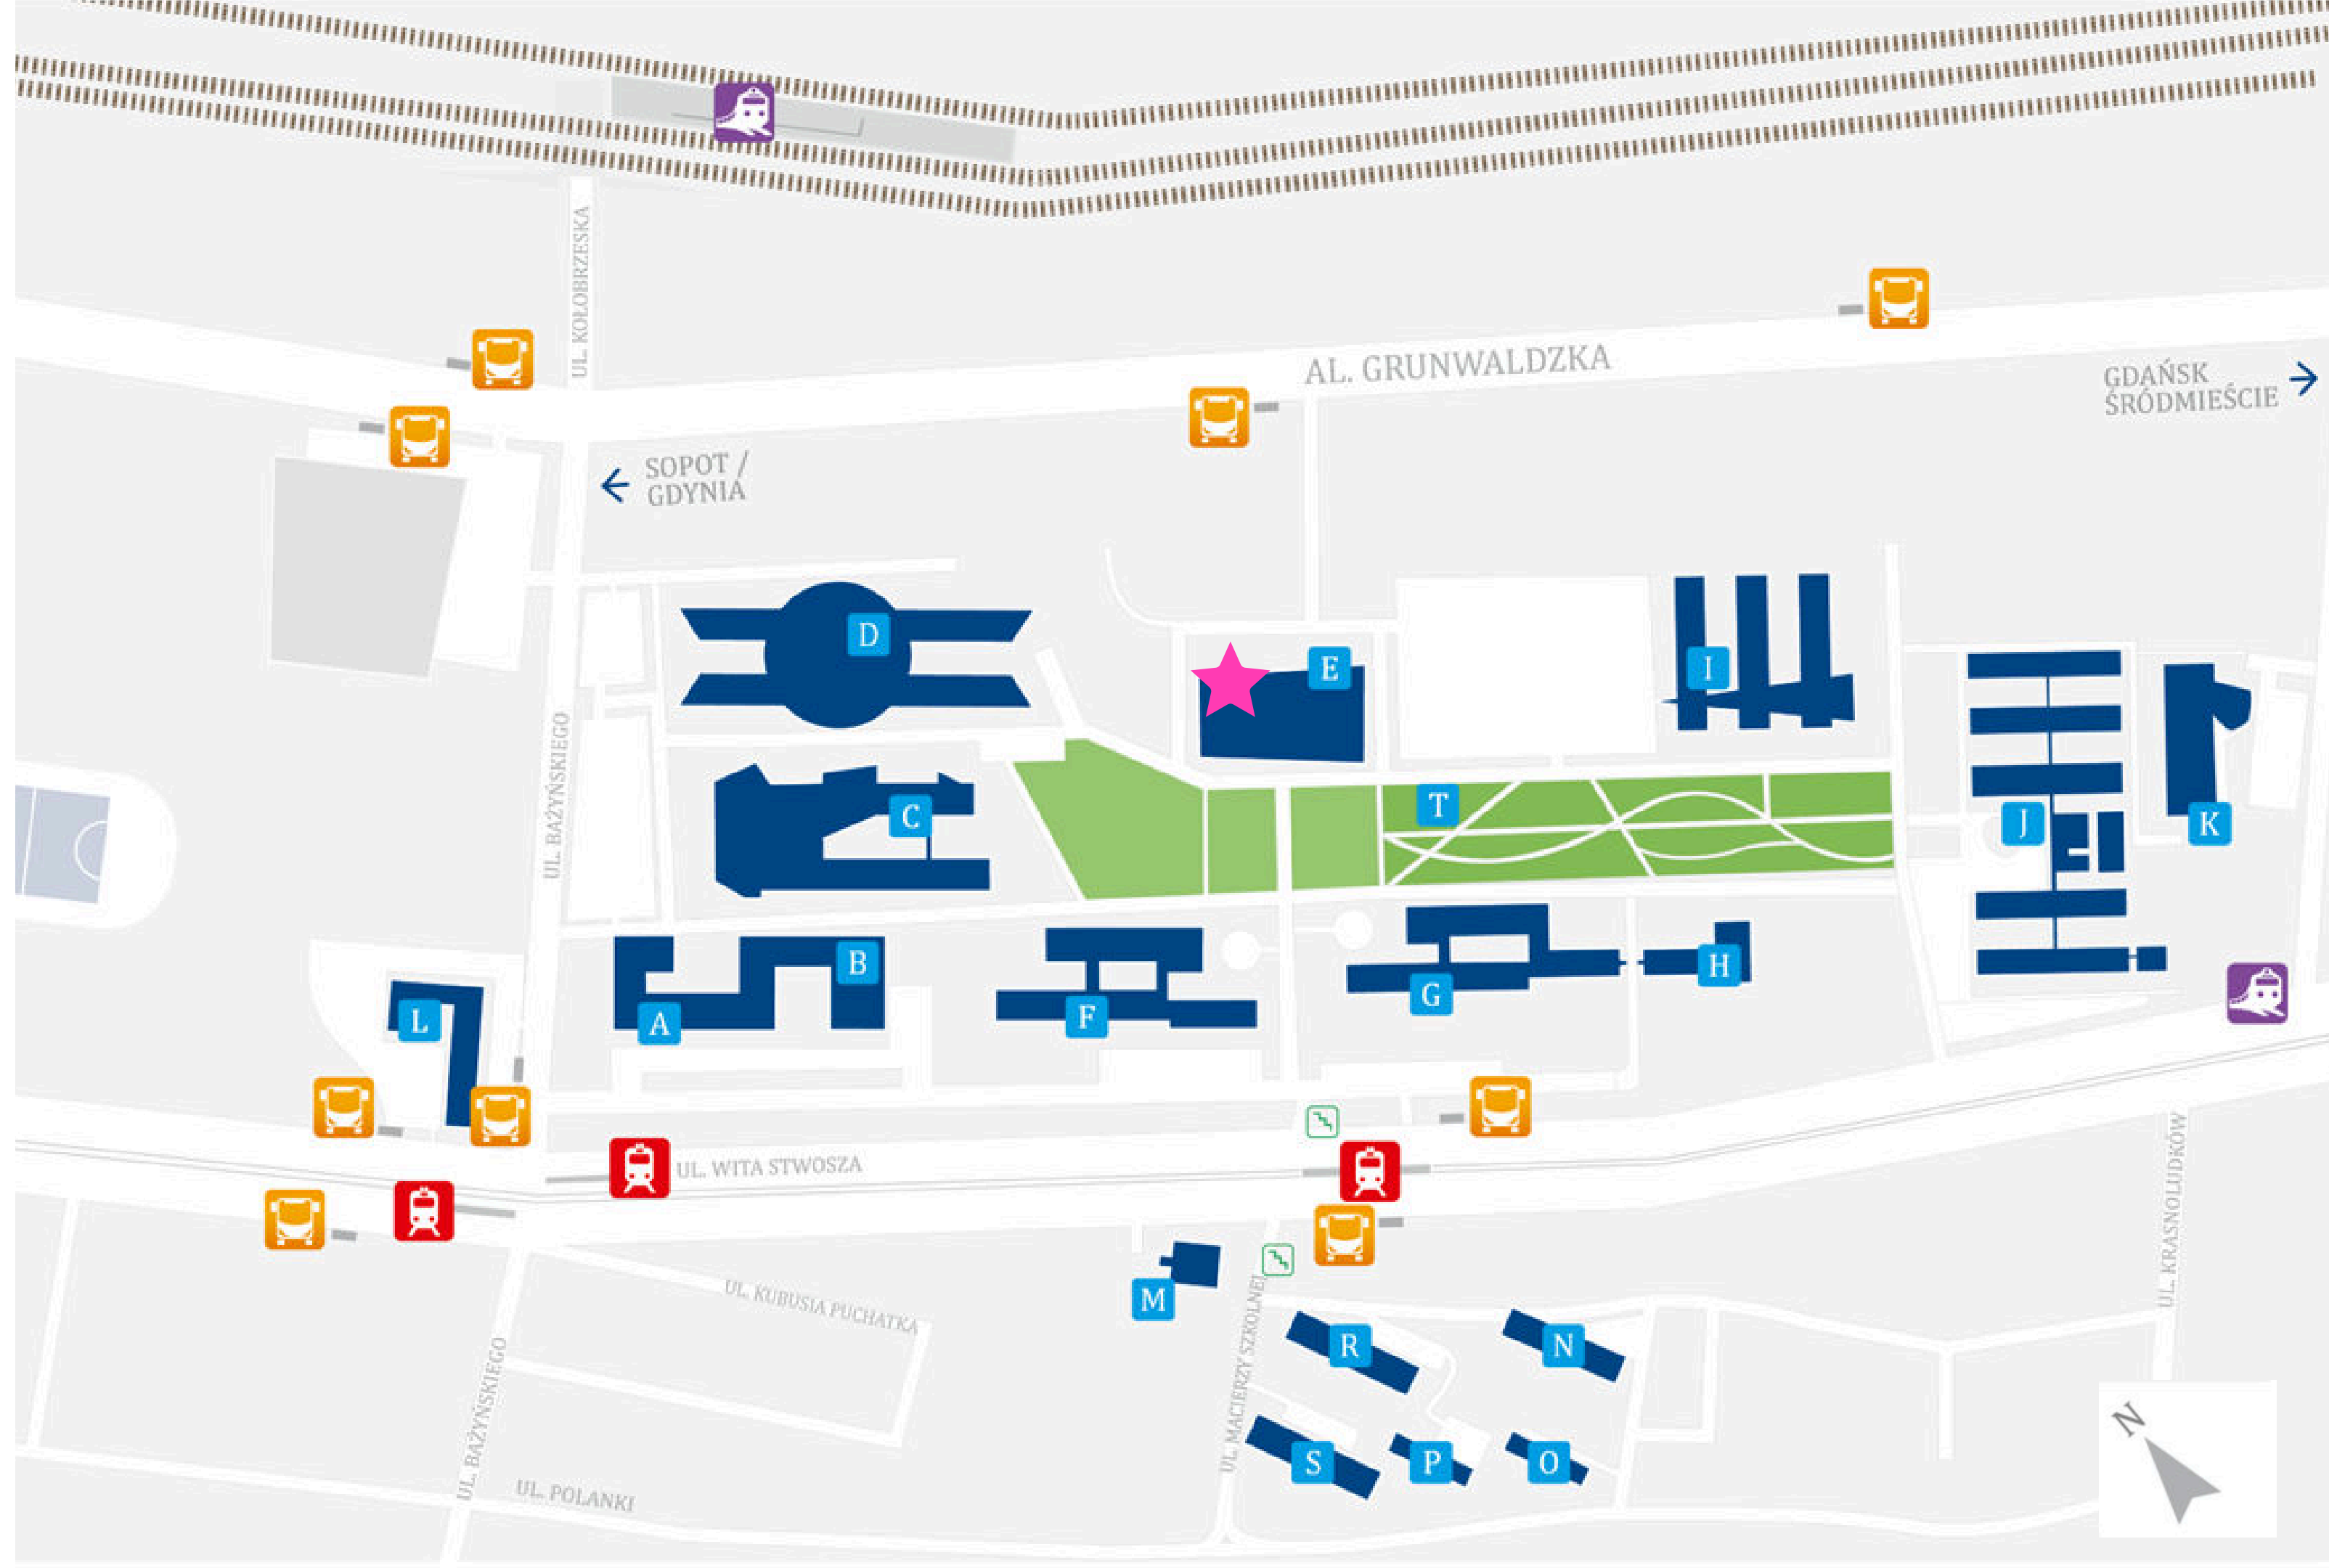 UL. KOŁOBRZESKA
AL. GRUNWALDZKA
GDAŃSK
ŚRÓDMIEŚCIE
SOPOT /
GDYNIA
D
E
I
T
C
J
K
UL. BAŻYŃSKIEGO
B
H
G
L
A
F
UL. WITA STWOSZA
UL. KRASNOLUDKÓW
UL. KUBUSIA PUCHATKA
M
UL. MACIERZY SZKOLNEJ
R
N
UL. BAŻYŃSKIEGO
S
P
O
UL. POLANKI
N